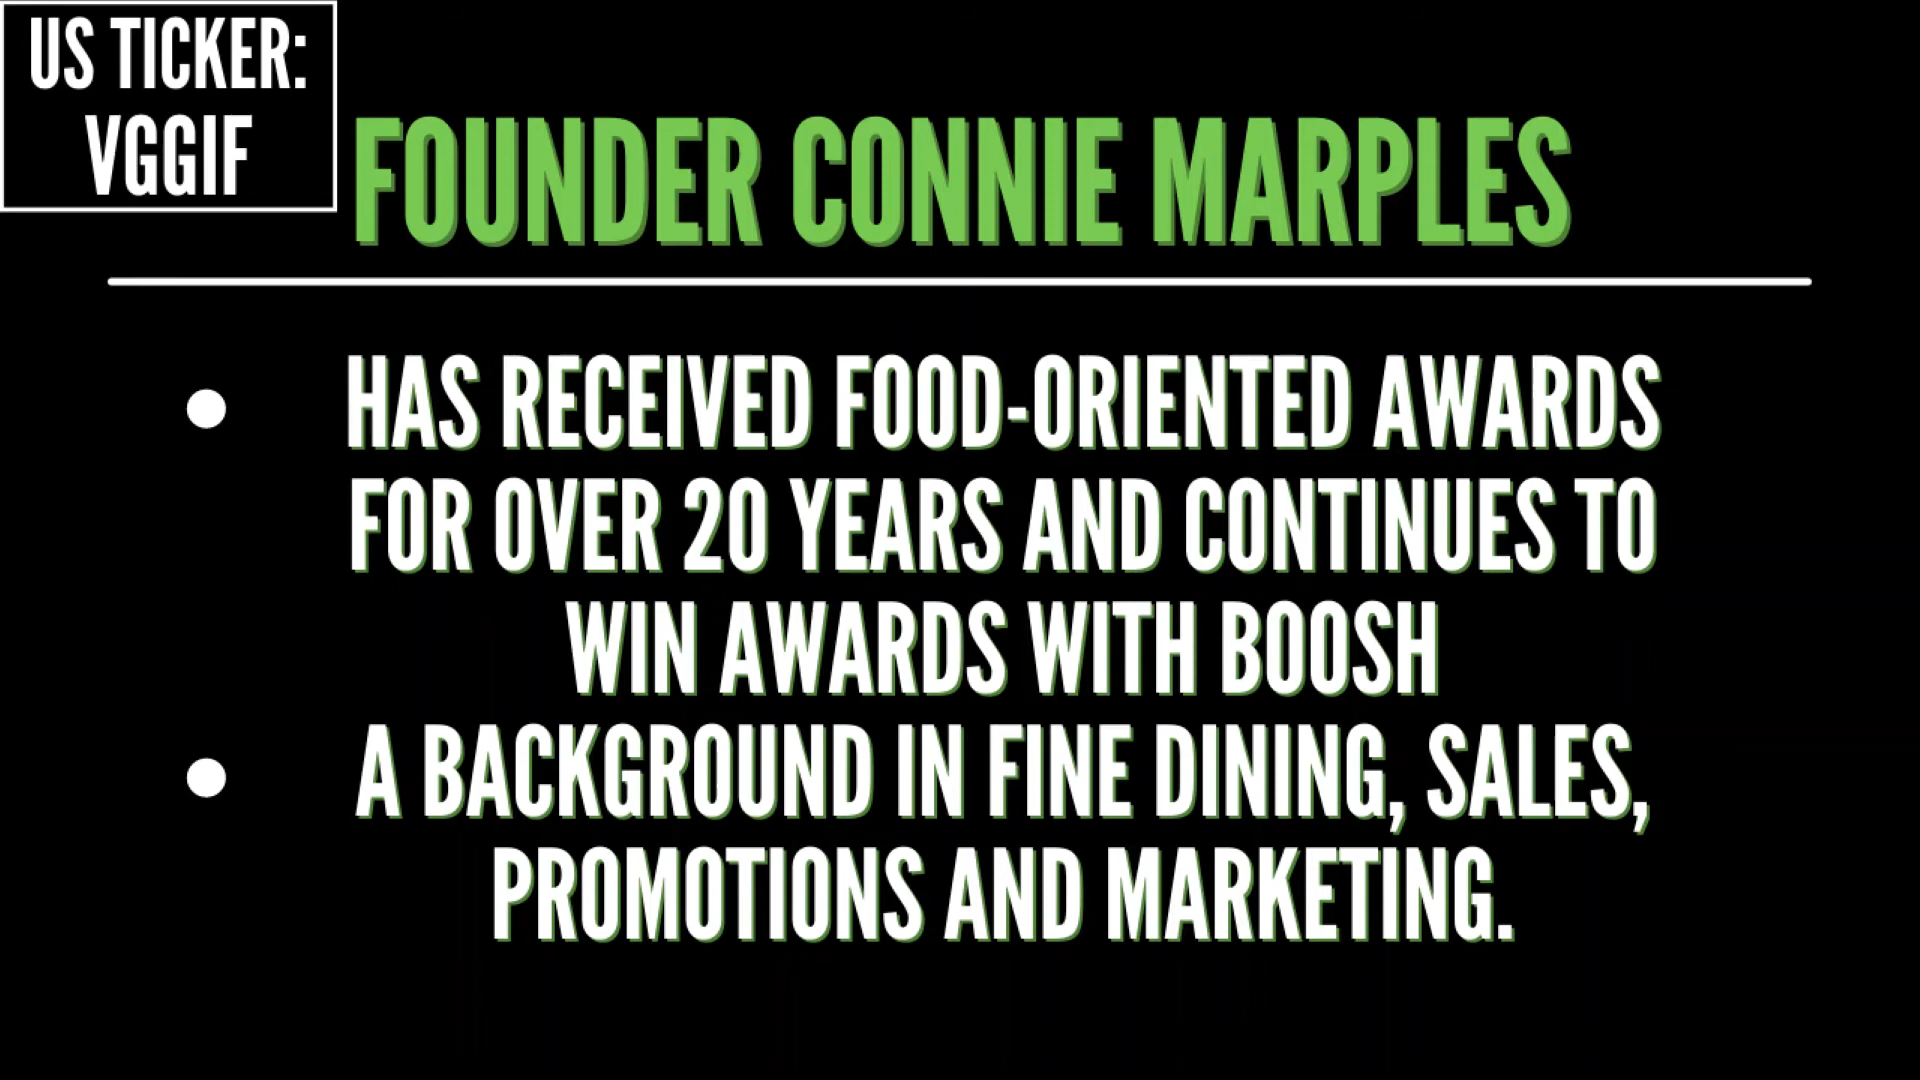 US TICKER:
VGGIF
FOUNDER CONNIE MARPLES
• HAS RECEIVED FOOD-ORIENTED AWARDS
FOR OVER 20 YEARS AND CONTINUES TO
WIN AWARDS WITH BOOSH
• A BACKGROUND IN FINE DINING, SALES,
PROMOTIONS AND MARKETING.